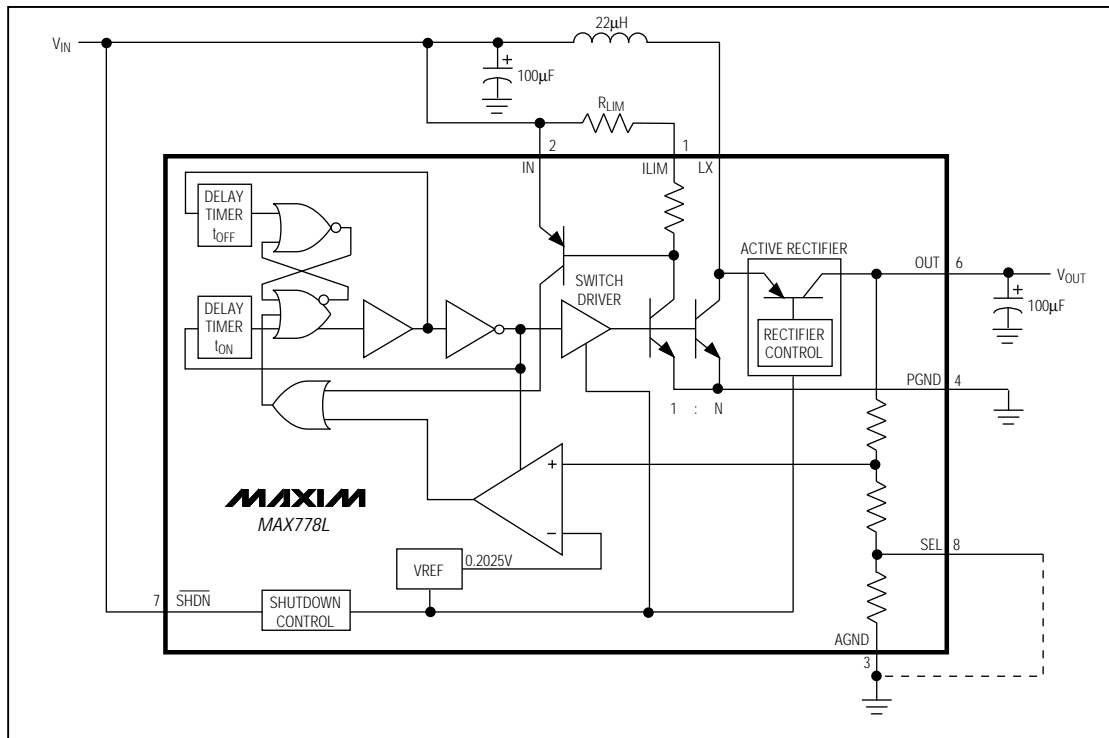 22µH
VIN
+
100µF
RLIM
2
1
IN
ILIM
LX
DELAY
TIMER
tOFF
ACTIVE RECTIFIER
OUT
6
VOUT
SWITCH
DRIVER
+
100µF
DELAY
TIMER
tON
RECTIFIER
CONTROL
PGND
4
1 : N
+
MAXIM
MAX778L
−
SEL
8
VREF
0.2025V
7
SHDN
SHUTDOWN
CONTROL
AGND
3